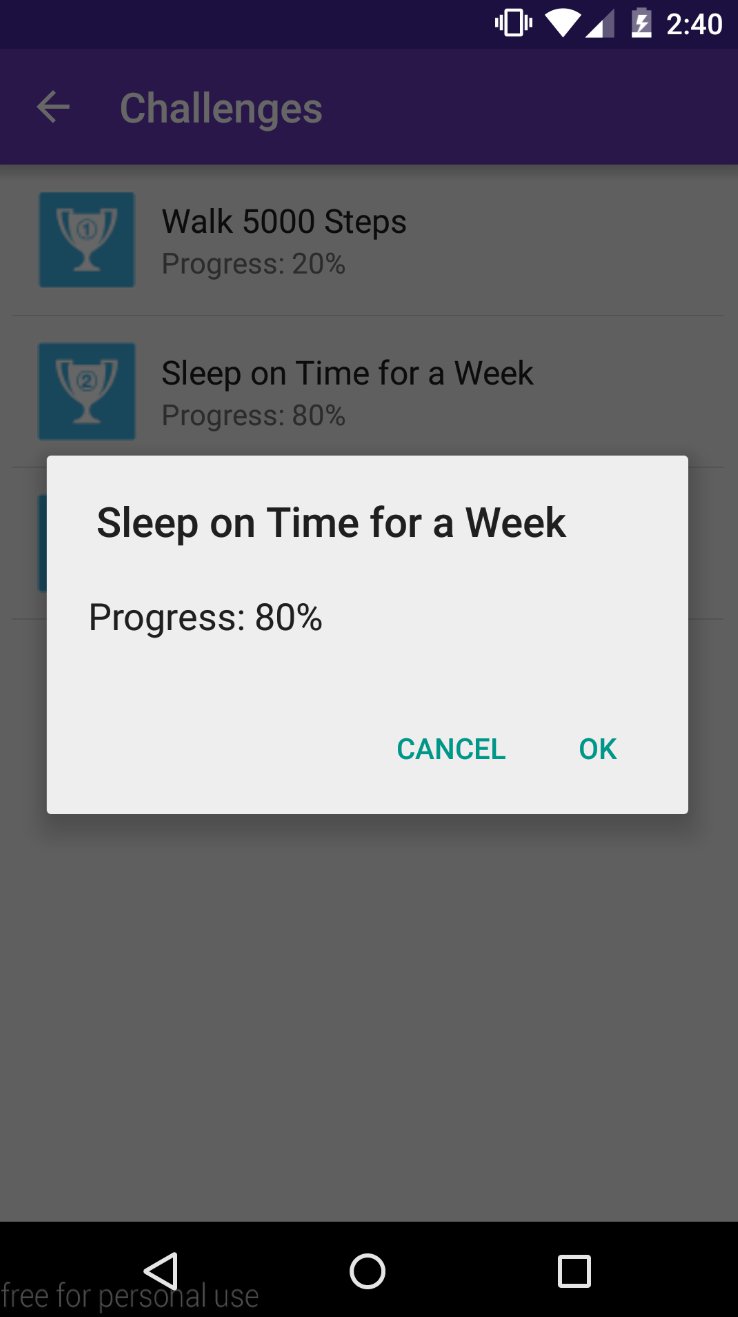 2:40
Challenges
1
Walk 5000 Steps
Progress: 20%
2
Sleep on Time for a Week
Progress: 80%
Sleep on Time for a Week
Progress: 80%
CANCEL
OK
free for personal use